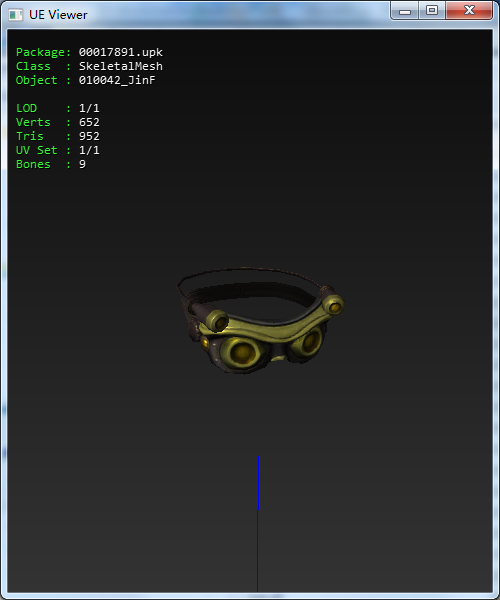 UE Viewer
Package: 00017891.upk
Class : SkeletalMesh
Object : 010042_JinF
LOD : 1/1
Verts : 652
Tris : 952
UV Set : 1/1
Bones : 9